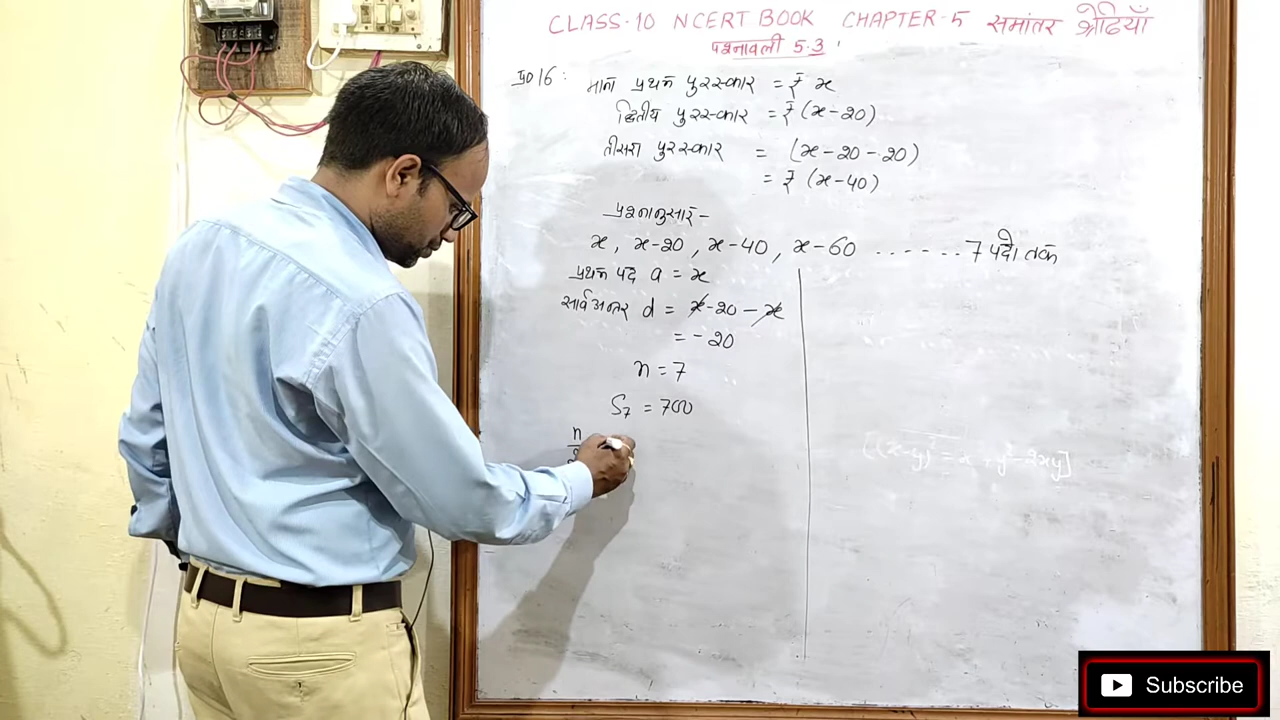 CLASS-10 NCERT BOOK CHAPTER-5 समांतर श्रेढियाँ
प्रश्नावली 5.3
प्र016: माना प्रथम पुरस्कार = ₹ x
द्वितीय पुरस्कार = ₹ (x-20)
तीसरा पुरस्कार = (x-20-20)
= ₹ (x-40)
प्रश्नानुसार-
x, x-20, x-40, x-60 ....... 7 पदों तक
प्रथम पद a = x
सार्व अन्तर d = x-20-x
= -20
n = 7
S₇ = 700
n
2
Subscribe